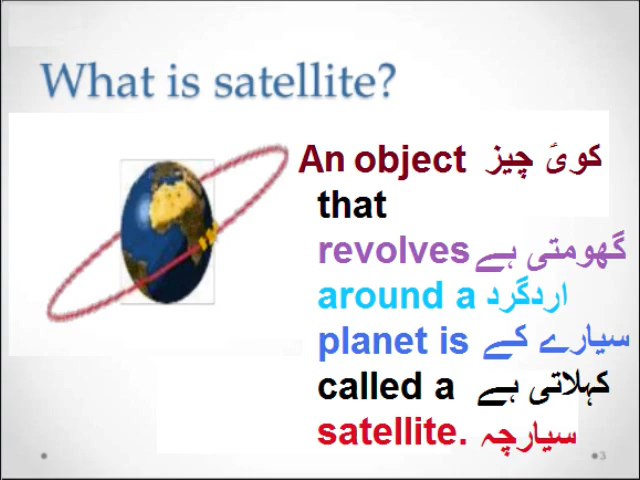 What is satellite?
An object کوئ چیز
that
revolves گھومتی ہے
around a اردگرد
planet is سیارے کے
called a کہلاتی ہے
satellite. سیارچہ
3